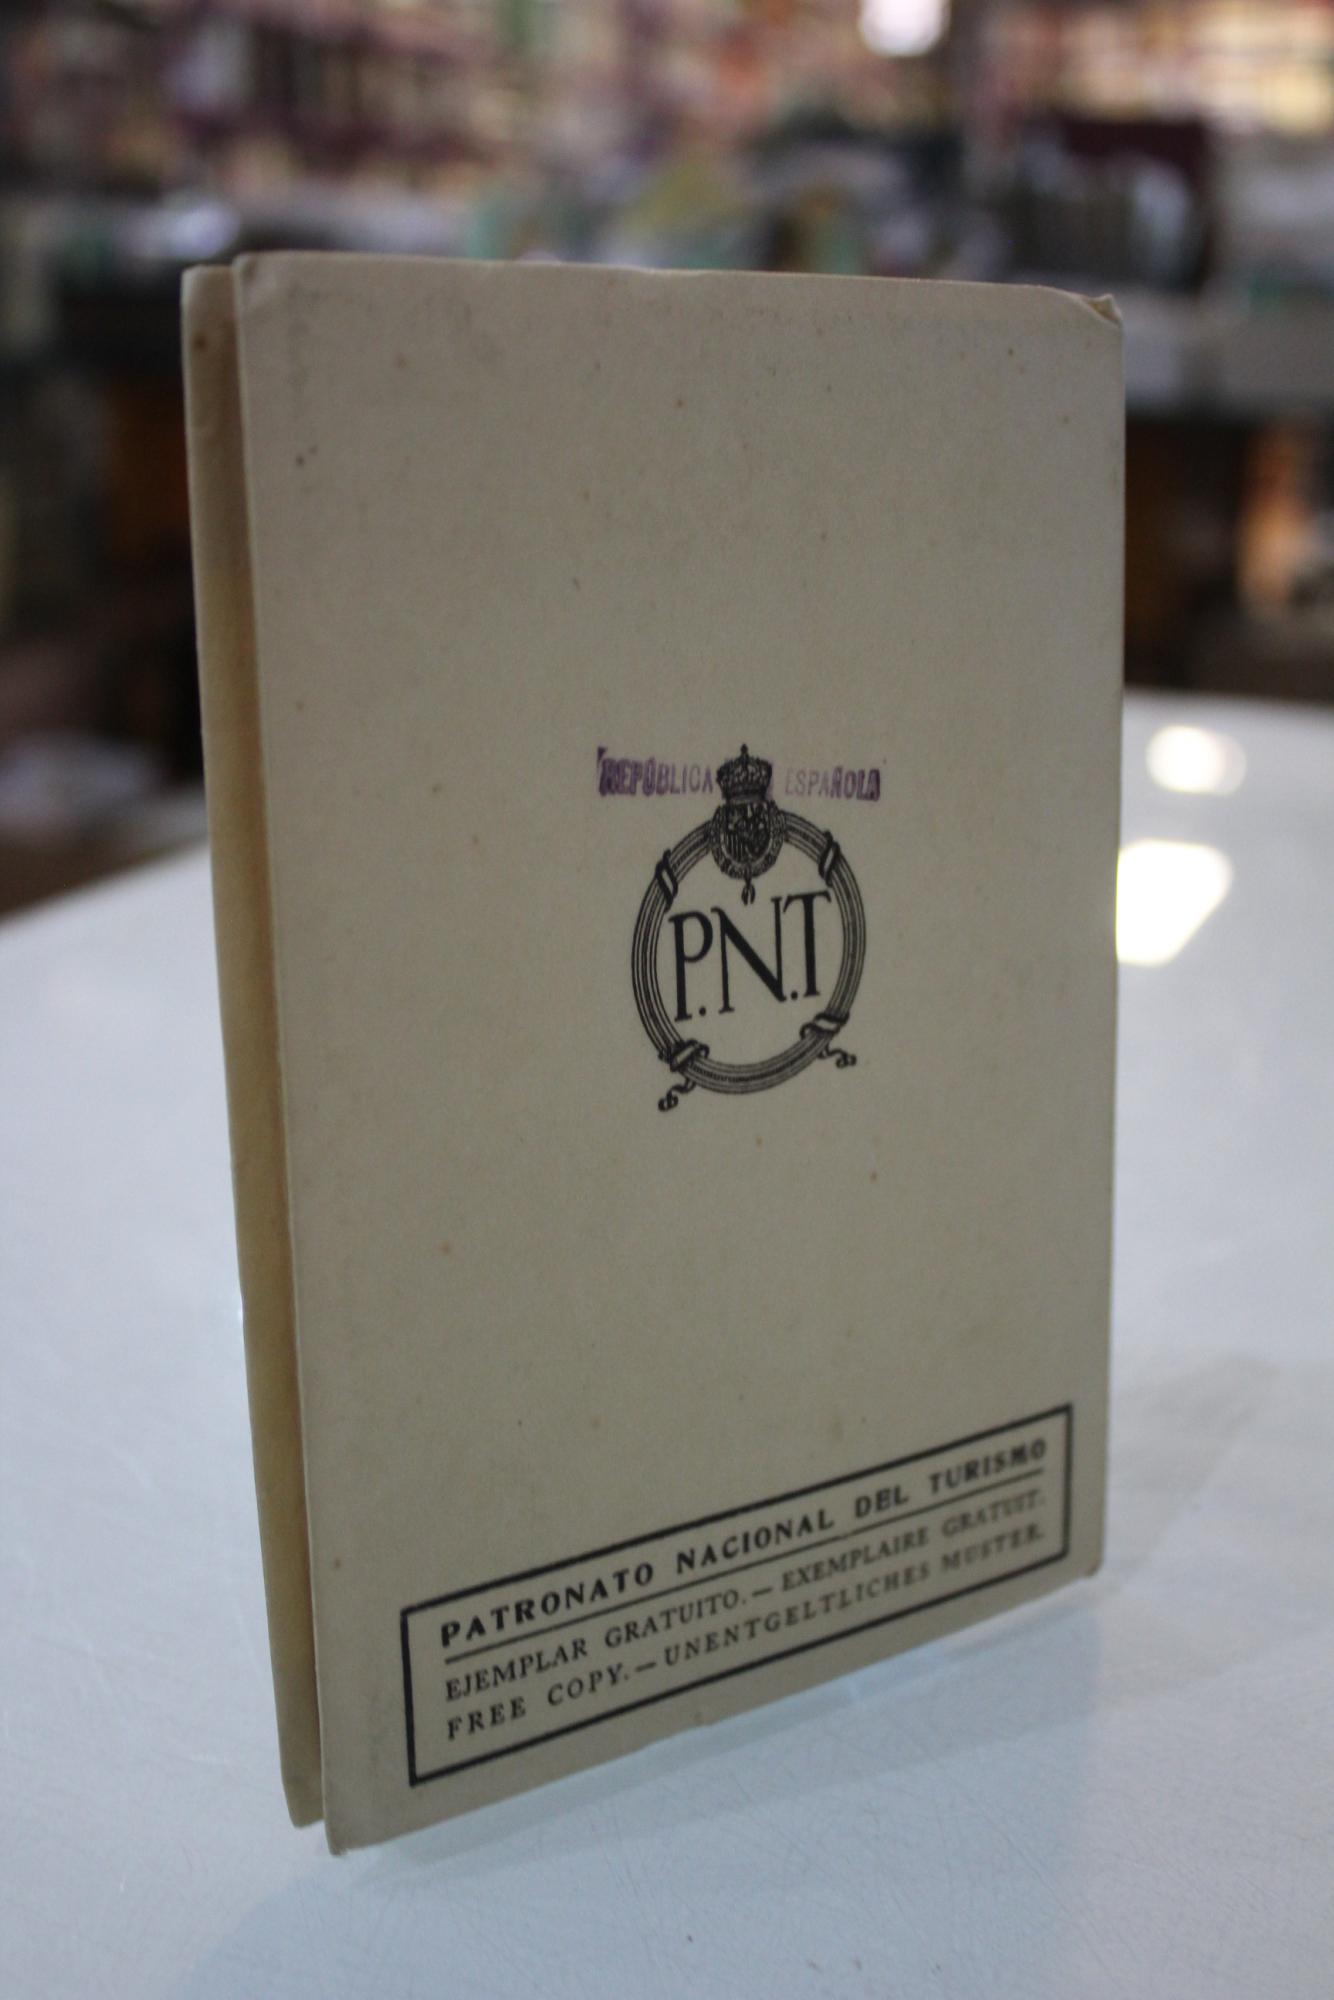 REPÚBLICA ESPAÑOLA
P.N.T
PATRONATO NACIONAL DEL TURISMO
EJEMPLAR GRATUITO.—EXEMPLAIRE GRATUIT.
FREE COPY.—UNENTGELTLICHES MUSTER.